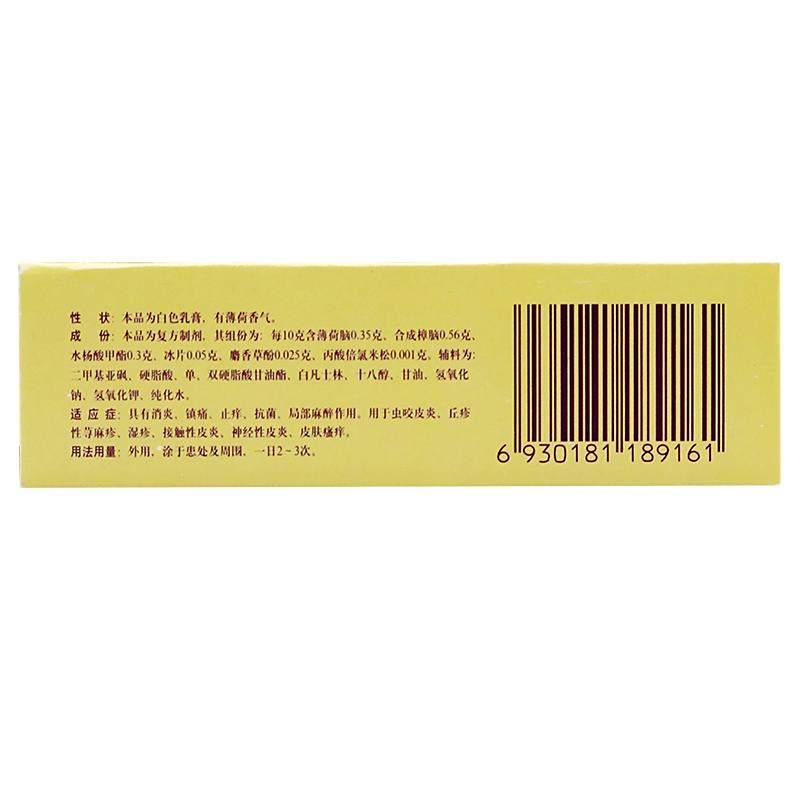 性 状：本品为白色乳膏，有薄荷香气。
成 份：本品为复方制剂，其组份为：每10克含薄荷脑0.35克、合成樟脑0.56克、
水杨酸甲酯0.3克、冰片0.05克、麝香草酚0.025克、丙酸倍氯米松0.001克。辅料为：
二甲基亚砜、硬脂酸、单、双硬脂酸甘油酯、白凡士林、十八醇、甘油、氢氧化
钠、氢氧化钾、纯化水。
适 应 症：具有消炎、镇痛、止痒、抗菌、局部麻醉作用。用于虫咬皮炎、丘疹
性荨麻疹、湿疹、接触性皮炎、神经性皮炎、皮肤瘙痒。
用法用量：外用，涂于患处及周围，一日2~3次。
6 930181 189161